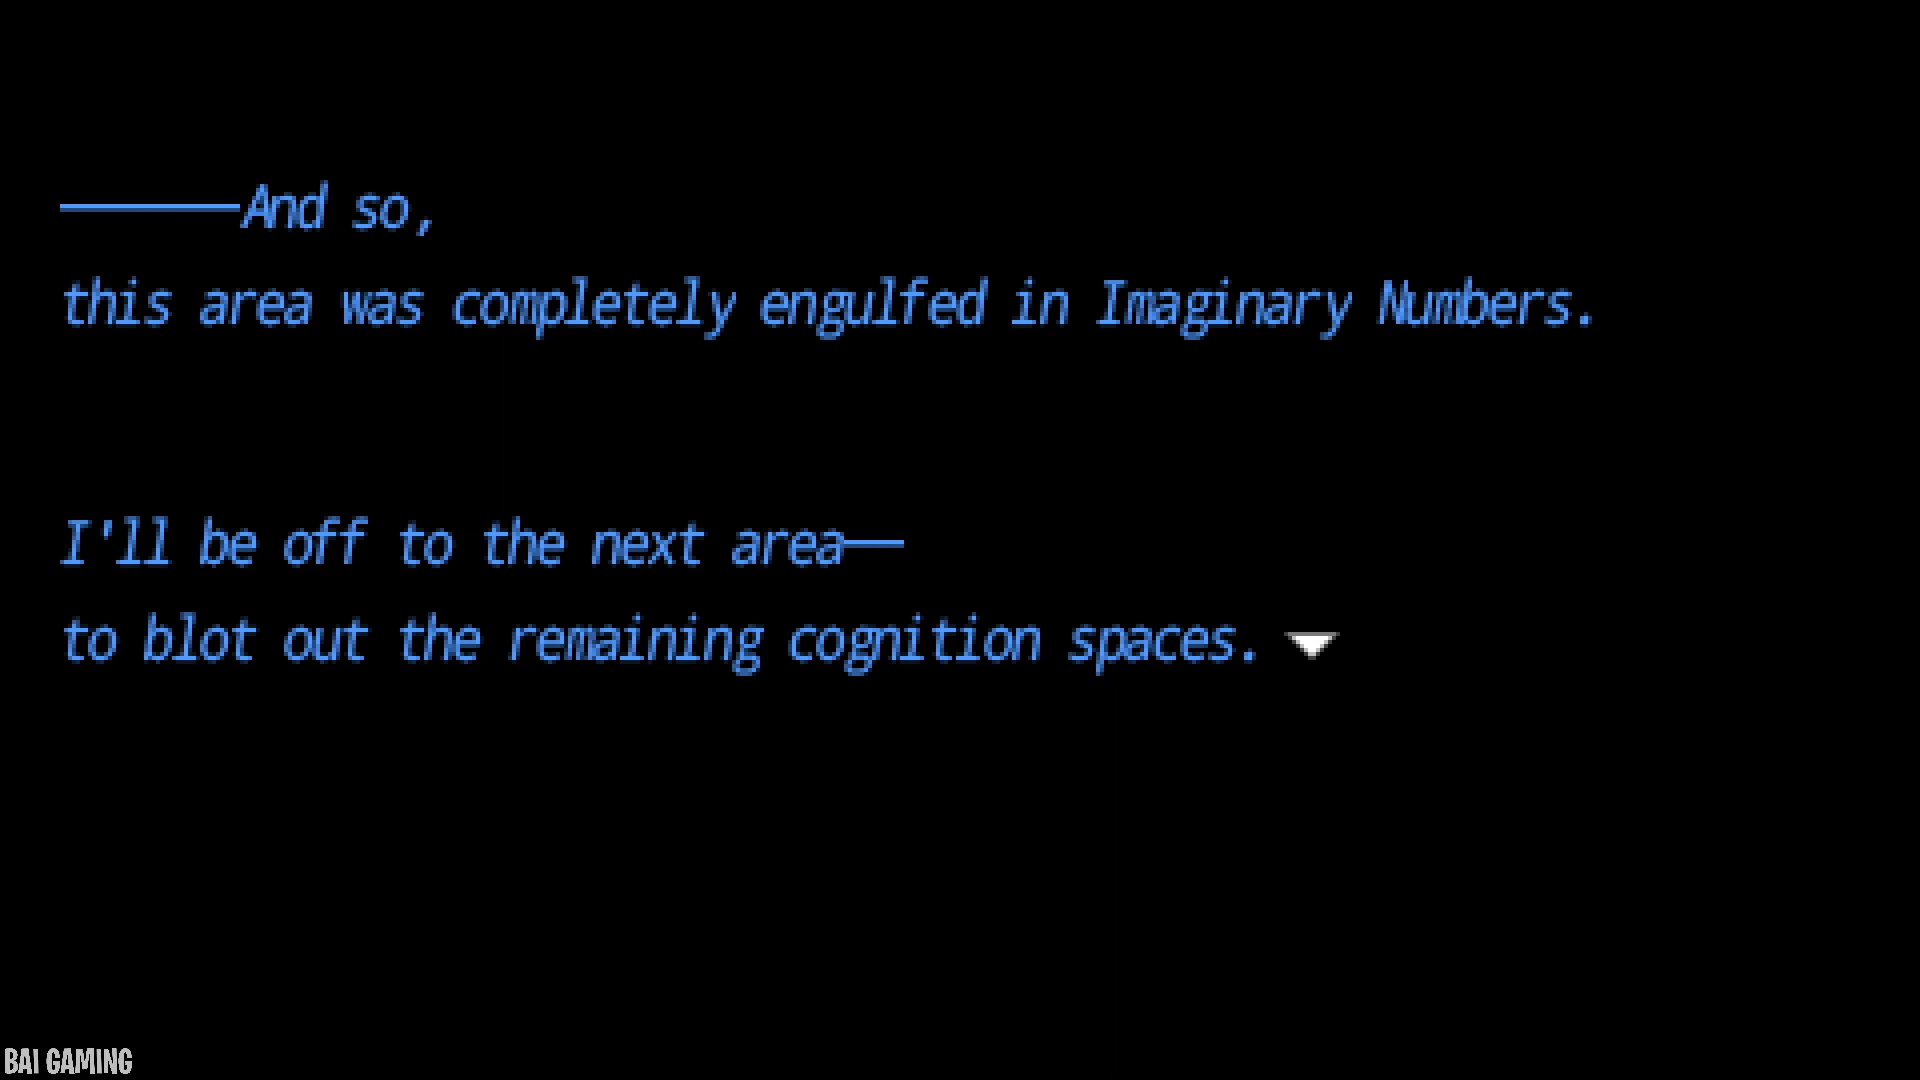 ———And so,
this area was completely engulfed in Imaginary Numbers.
I'll be off to the next area—
to blot out the remaining cognition spaces.
BAI GAMING